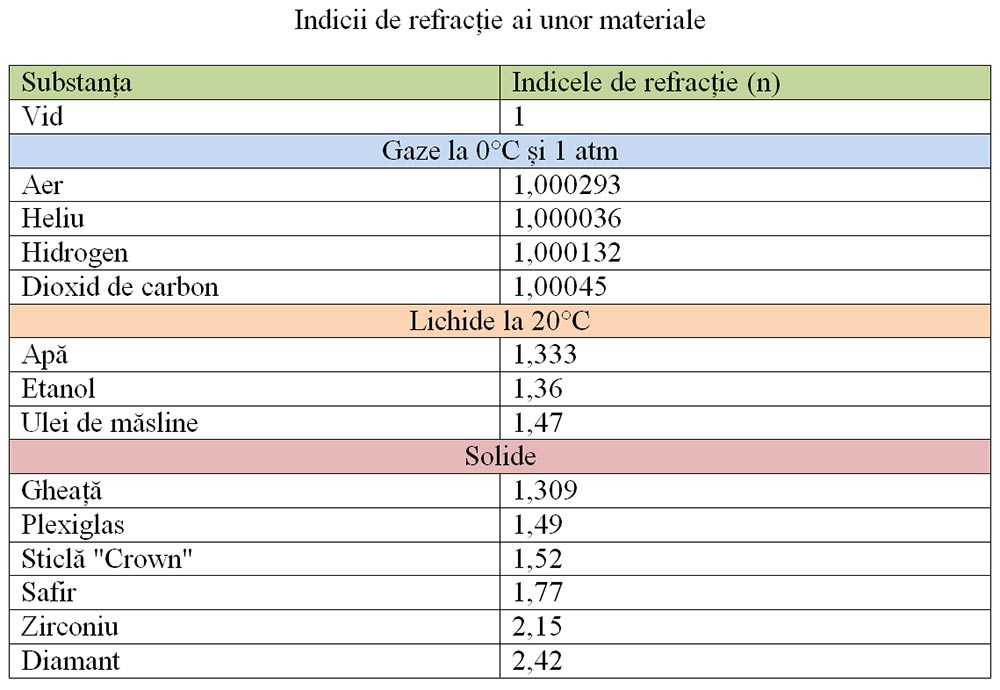 Indicii de refracție ai unor materiale
Substanța Indicele de refracție (n)
Vid 1
Gaze la 0°C și 1 atm
Aer 1,000293
Heliu 1,000036
Hidrogen 1,000132
Dioxid de carbon 1,00045
Lichide la 20°C
Apă 1,333
Etanol 1,36
Ulei de măsline 1,47
Solide
Gheață 1,309
Plexiglas 1,49
Sticlă "Crown" 1,52
Safir 1,77
Zirconiu 2,15
Diamant 2,42